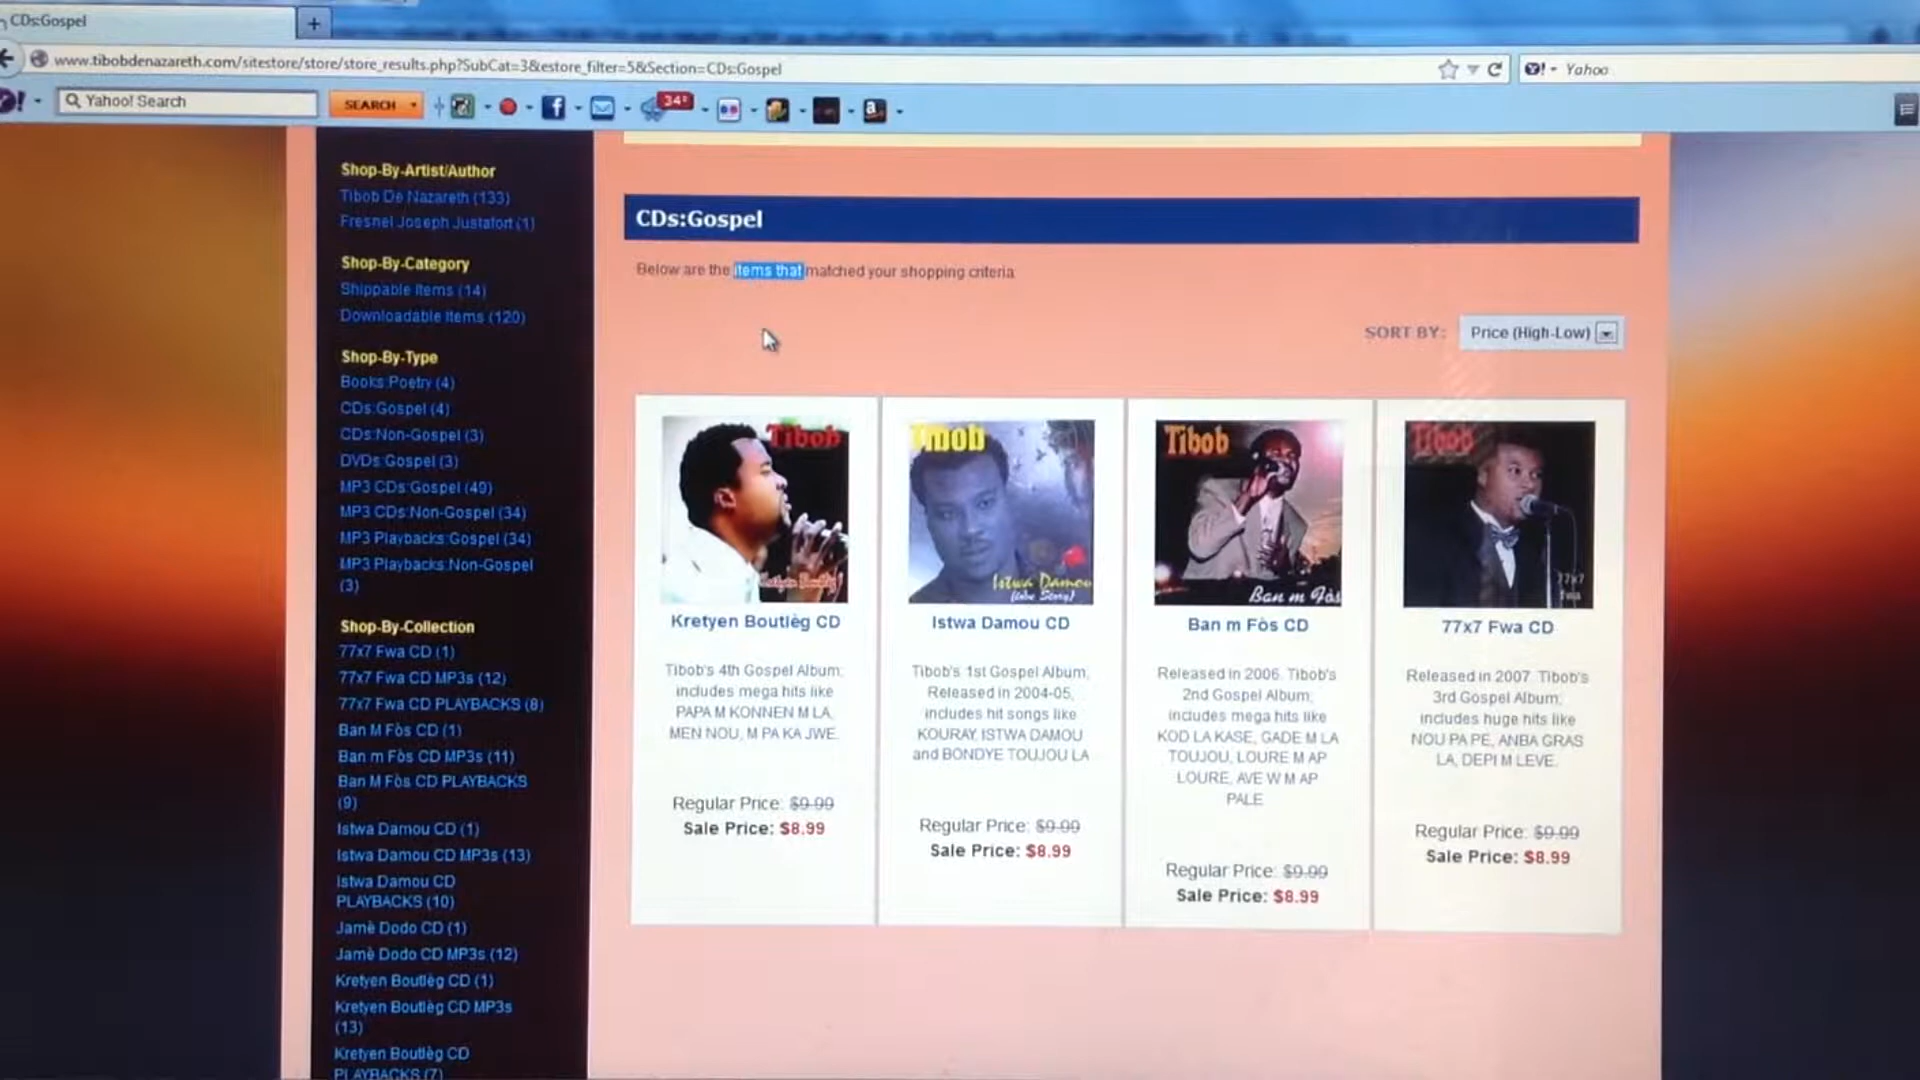 CDs:Gospel
www.tibobdenazareth.com/sitestore/store/store_results.php?SubCat=3&estore_filter=5&Section=CDs:Gospel
Yahoo
Yahoo! Search
SEARCH
34°
Shop-By-Artist/Author
Tibob De Nazareth (133)
Fresnel Joseph Justafort (1)
Shop-By-Category
Shippable Items (14)
Downloadable Items (120)
Shop-By-Type
Books:Poetry (4)
CDs:Gospel (4)
CDs:Non-Gospel (3)
DVDs:Gospel (3)
MP3 CDs:Gospel (49)
MP3 CDs:Non-Gospel (34)
MP3 Playbacks:Gospel (34)
MP3 Playbacks:Non-Gospel
(3)
Shop-By-Collection
77x7 Fwa CD (1)
77x7 Fwa CD MP3s (12)
77x7 Fwa CD PLAYBACKS (8)
Ban M Fòs CD (1)
Ban m Fòs CD MP3s (11)
Ban M Fòs CD PLAYBACKS
(9)
Istwa Damou CD (1)
Istwa Damou CD MP3s (13)
Istwa Damou CD
PLAYBACKS (10)
Jamè Dodo CD (1)
Jamè Dodo CD MP3s (12)
Kretyen Boutlèg CD (1)
Kretyen Boutlèg CD MP3s
(13)
Kretyen Boutlèg CD
PLAYBACKS (7)
CDs:Gospel
Below are the items that matched your shopping criteria
SORT BY: Price (High-Low)
Tibob
Kretyen Boutlèg!
Kretyen Boutlèg CD
Tibob's 4th Gospel Album;
includes mega hits like
PAPA M KONNEN M LA,
MEN NOU, M PA KA JWE.
Regular Price: $9.99
Sale Price: $8.99
Tibob
Istwa Damou
(Love Story)
Istwa Damou CD
Tibob's 1st Gospel Album,
Released in 2004-05,
includes hit songs like
KOURAY, ISTWA DAMOU
and BONDYE TOUJOU LA
Regular Price: $9.99
Sale Price: $8.99
Tibob
Ban m Fòs
Ban m Fòs CD
Released in 2006. Tibob's
2nd Gospel Album;
includes mega hits like
KOD LA KASE, GADE M LA
TOUJOU, LOURE M AP
LOURE, AVE W M AP
PALE
Regular Price: $9.99
Sale Price: $8.99
Tibob
77x7
fwa
77x7 Fwa CD
Released in 2007. Tibob's
3rd Gospel Album;
includes huge hits like
NOU PA PE, ANBA GRAS
LA, DEPI M LEVE.
Regular Price: $9.99
Sale Price: $8.99